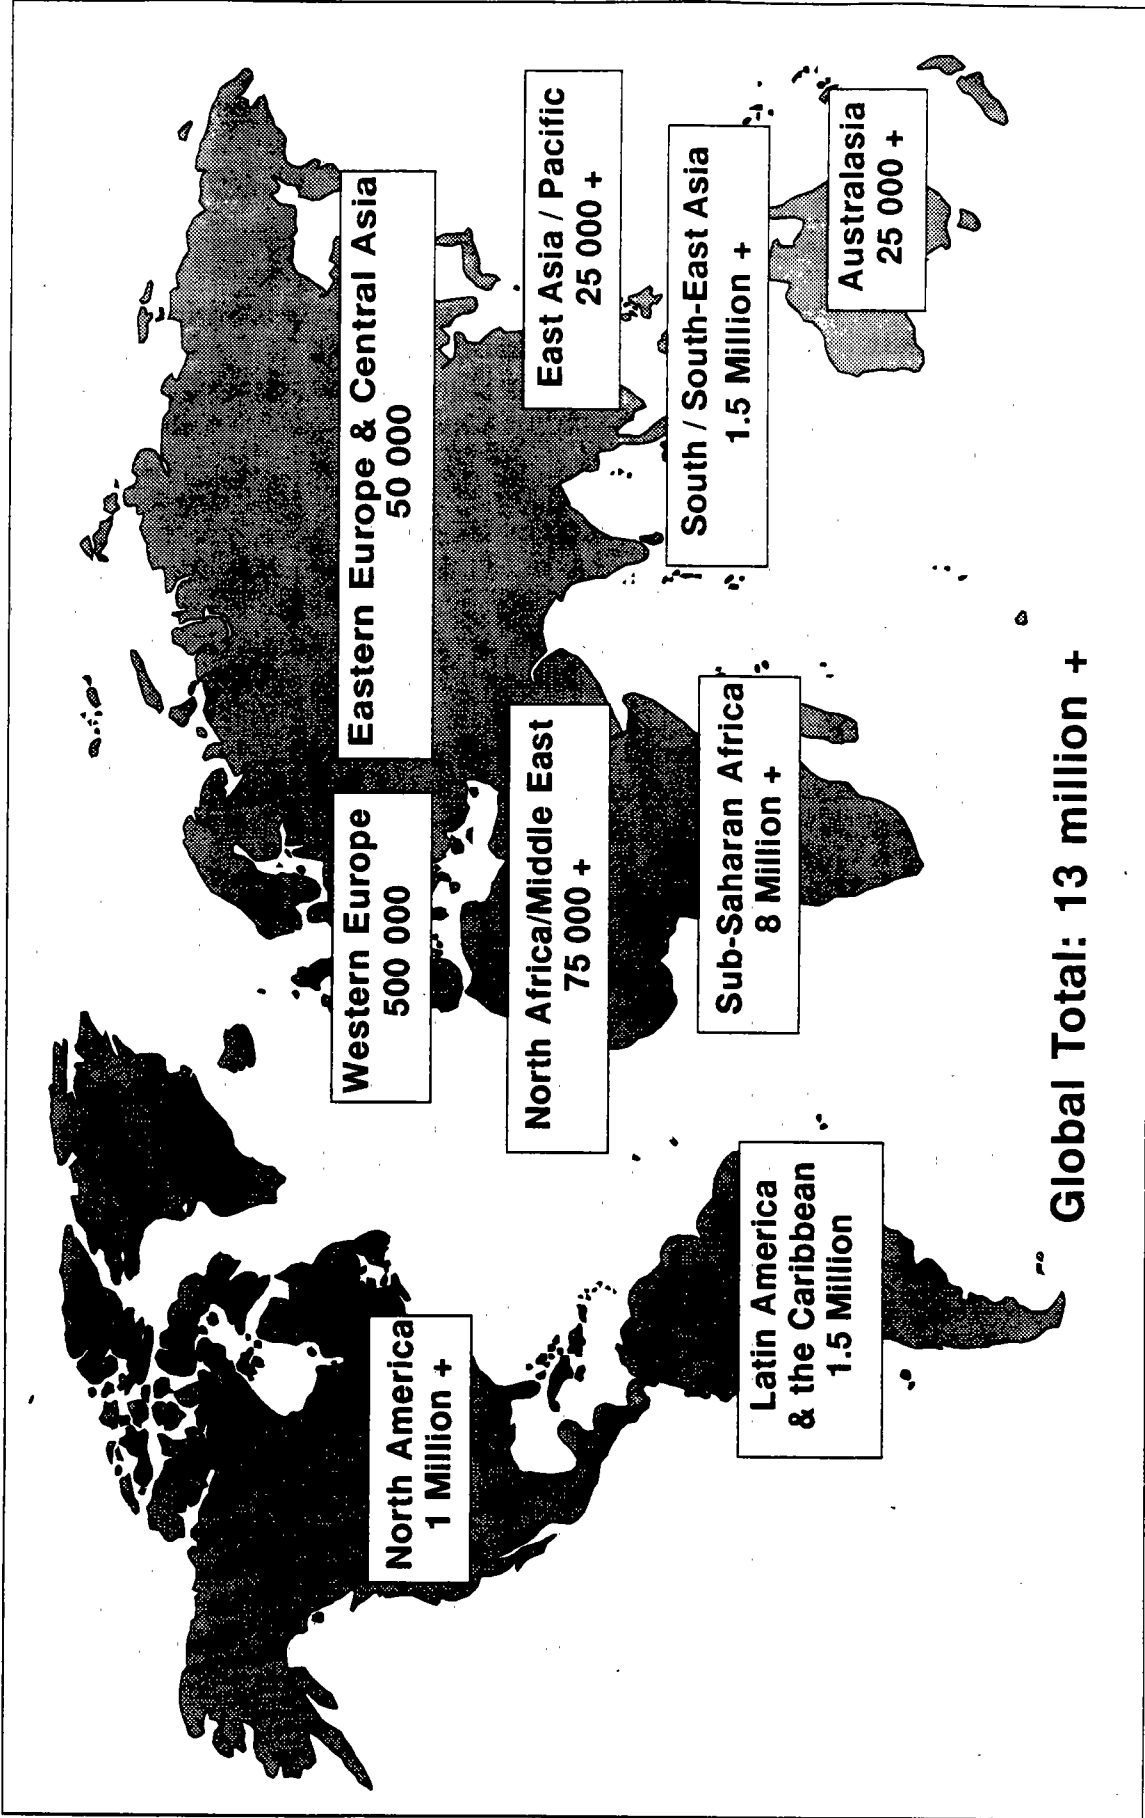 Western Europe
500 000
Eastern Europe & Central Asia
50 000
North America
1 Million +
North Africa/Middle East
75 000 +
East Asia / Pacific
25 000 +
South / South-East Asia
1.5 Million +
Sub-Saharan Africa
8 Million +
Latin America
& the Caribbean
1.5 Million
Australasia
25 000 +
Global Total: 13 million +